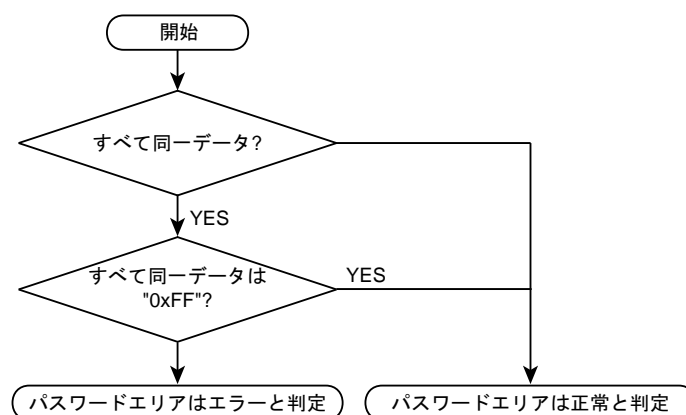 開始
すべて同一データ?
YES
すべて同一データは
"0xFF"?
YES
パスワードエリアはエラーと判定
パスワードエリアは正常と判定